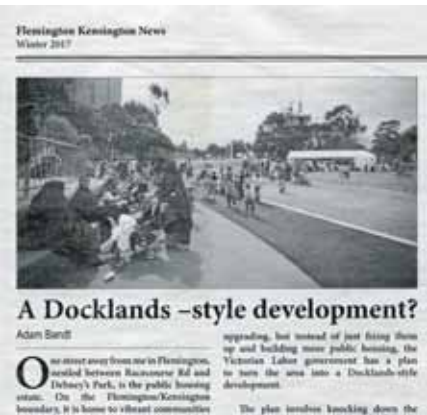 Flemington Kensington News
Winter 2017
A Docklands –style development?
Adam Bandt
One street away from me in Flemington,
nestled between Racecourse Rd and
Debney's Park, is the public housing
estate. On the Flemington/Kensington
boundary, it is home to vibrant communities
upgrading, but instead of just fixing them
up and building more public housing, the
Victorian Labor government has a plan
to turn the area into a Docklands-style
development.
The plan involves knocking down the